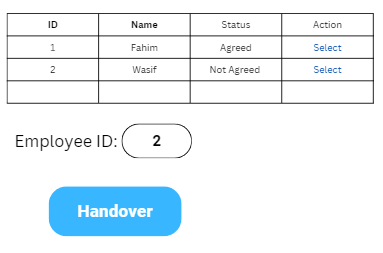 ID Name Status Action
1 Fahim Agreed Select
2 Wasif Not Agreed Select
Employee ID: 2
Handover